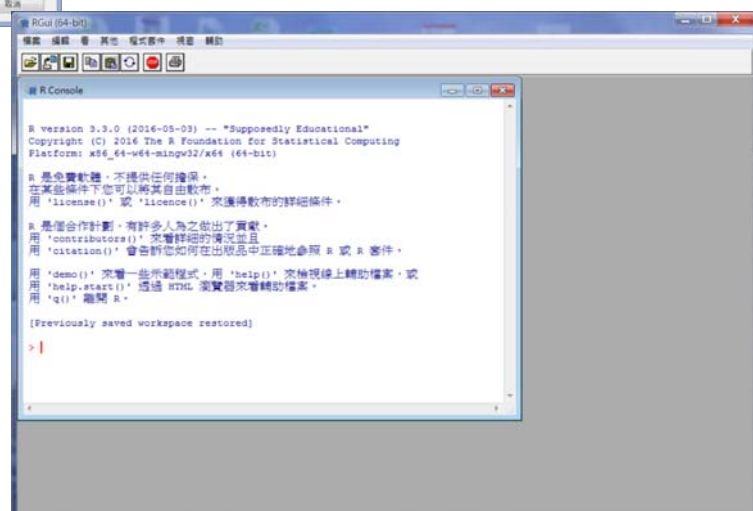 取消
RGui (64-bit)
檔案 編輯 看 其他 程式套件 視窗 輔助
R Console
R version 3.3.0 (2016-05-03) -- "Supposedly Educational"
Copyright (C) 2016 The R Foundation for Statistical Computing
Platform: x86_64-w64-mingw32/x64 (64-bit)
R 是免費軟體，不提供任何擔保。
在某些條件下您可以將其自由散布。
用 'license()' 或 'licence()' 來獲得散布的詳細條件。
R 是個合作計劃，有許多人為之做出了貢獻。
用 'contributors()' 來看詳細的情況並且
用 'citation()' 會告訴您如何在出版品中正確地參照 R 或 R 套件。
用 'demo()' 來看一些示範程式，用 'help()' 來檢視線上輔助檔案，或
用 'help.start()' 透過 HTML 瀏覽器來看輔助檔案。
用 'q()' 離開 R。
[Previously saved workspace restored]
>